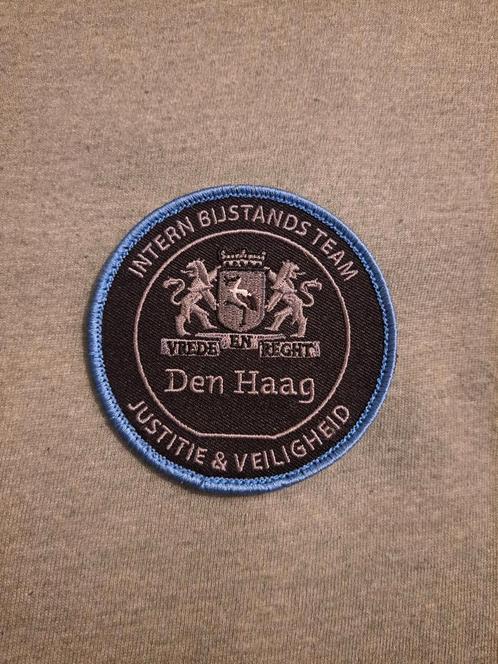 INTERN BIJSTANDS TEAM
VREDE EN REGHT
Den Haag
JUSTITIE & VEILIGHEID